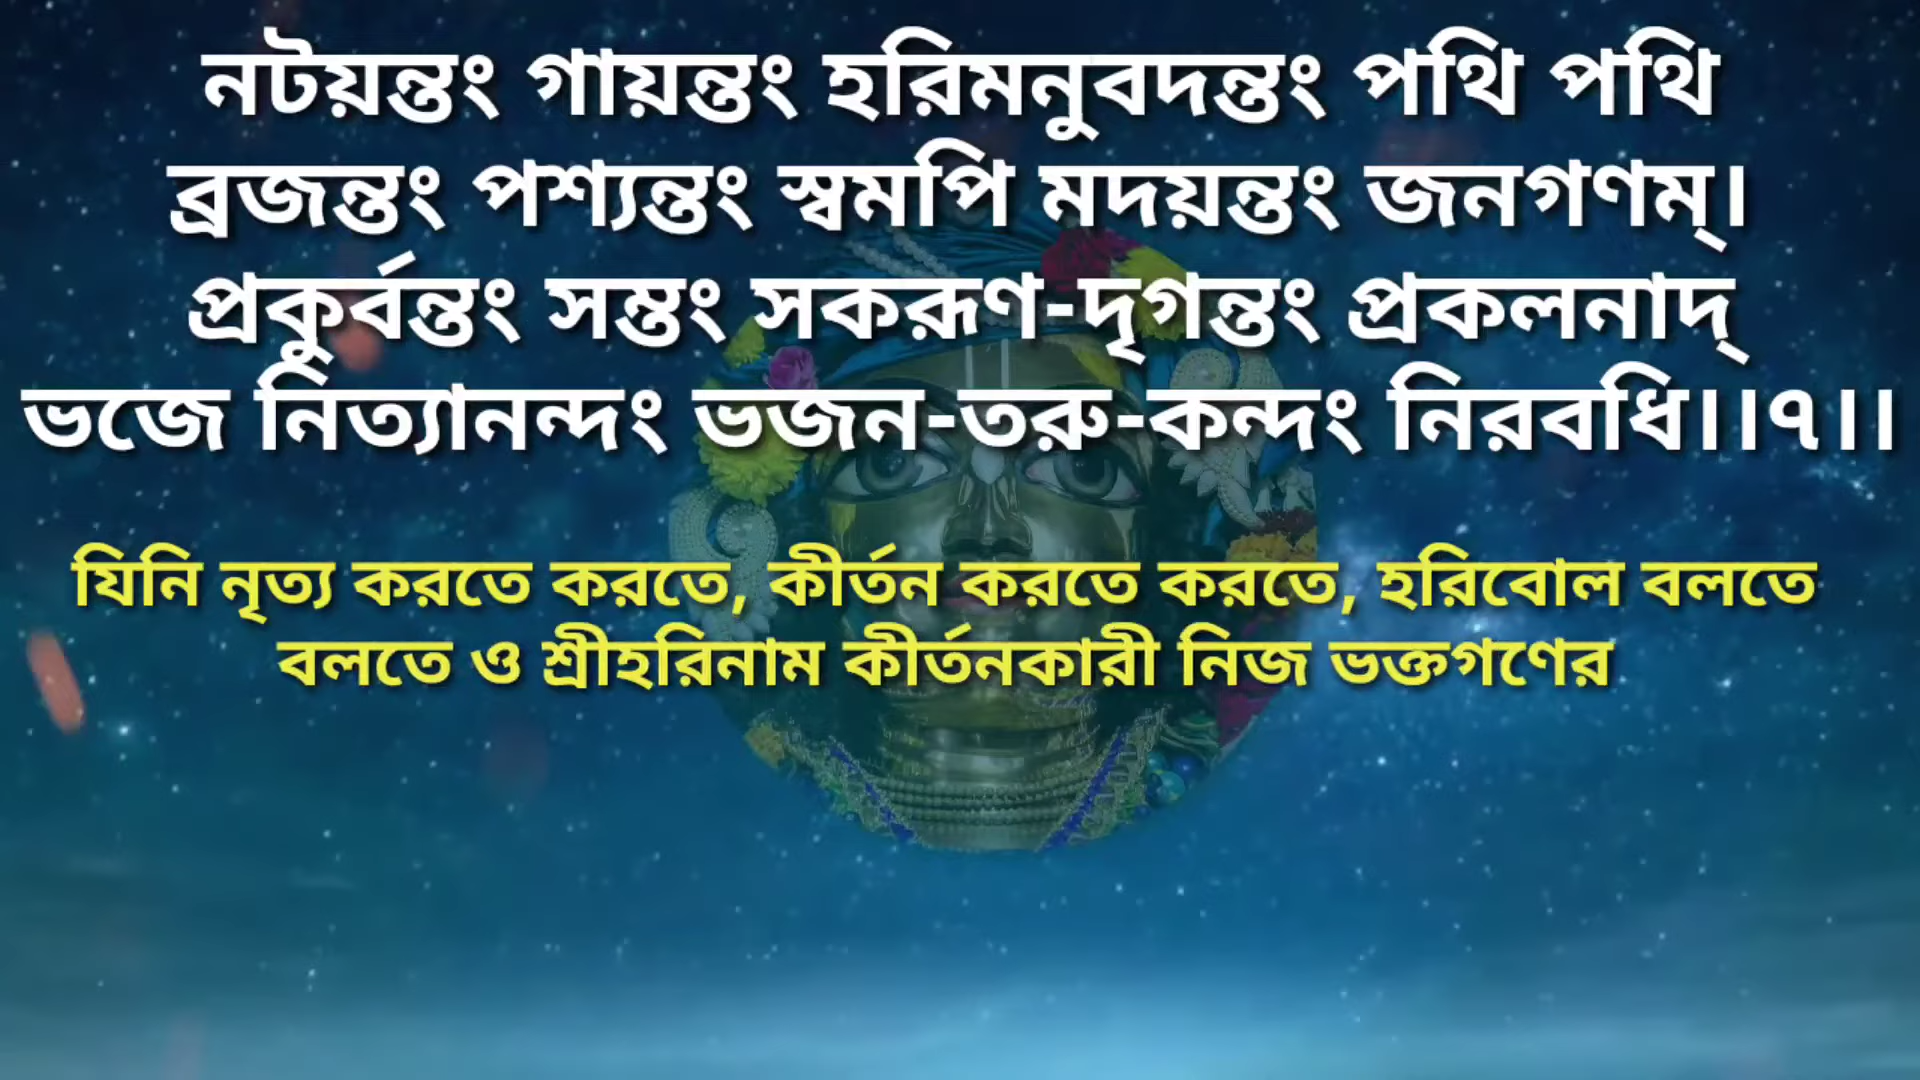 নটয়ন্তং গায়ন্তং হরিমনুবদন্তং পথি পথি
ব্রজন্তং পশ্যন্তং স্বমপি মদয়ন্তং জনগণম্।
প্রকুর্বন্তং সন্তং সকরূণ-দৃগন্তং প্রকলনাদ্
ভজে নিত্যানন্দং ভজন-তরু-কন্দং নিরবধি।।৭।।
যিনি নৃত্য করতে করতে, কীর্তন করতে করতে, হরিবোল বলতে
বলতে ও শ্রীহরিনাম কীর্তনকারী নিজ ভক্তগণের